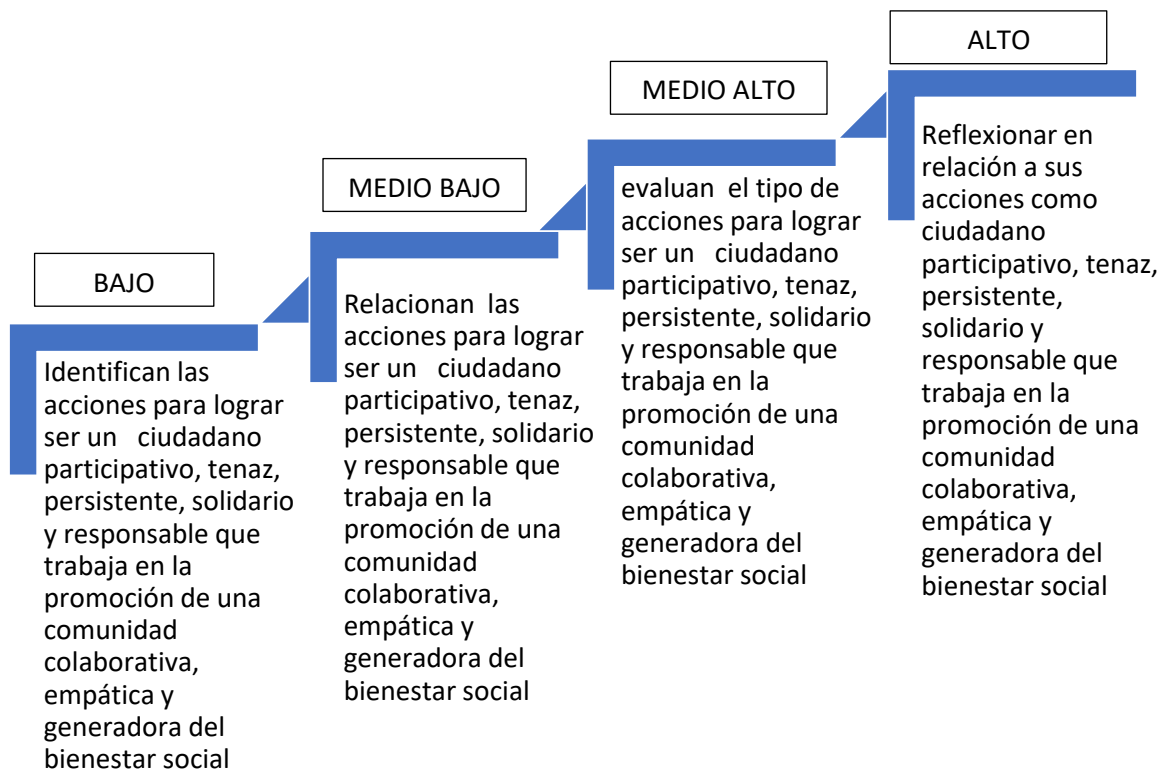 BAJO
Identifican las
acciones para lograr
ser un ciudadano
participativo, tenaz,
persistente, solidario
y responsable que
trabaja en la
promoción de una
comunidad
colaborativa,
empática y
generadora del
bienestar social
MEDIO BAJO
Relacionan las
acciones para lograr
ser un ciudadano
participativo, tenaz,
persistente, solidario
y responsable que
trabaja en la
promoción de una
comunidad
colaborativa,
empática y
generadora del
bienestar social
MEDIO ALTO
evaluan el tipo de
acciones para lograr
ser un ciudadano
participativo, tenaz,
persistente, solidario
y responsable que
trabaja en la
promoción de una
comunidad
colaborativa,
empática y
generadora del
bienestar social
ALTO
Reflexionar en
relación a sus
acciones como
ciudadano
participativo, tenaz,
persistente,
solidario y
responsable que
trabaja en la
promoción de una
comunidad
colaborativa,
empática y
generadora del
bienestar social